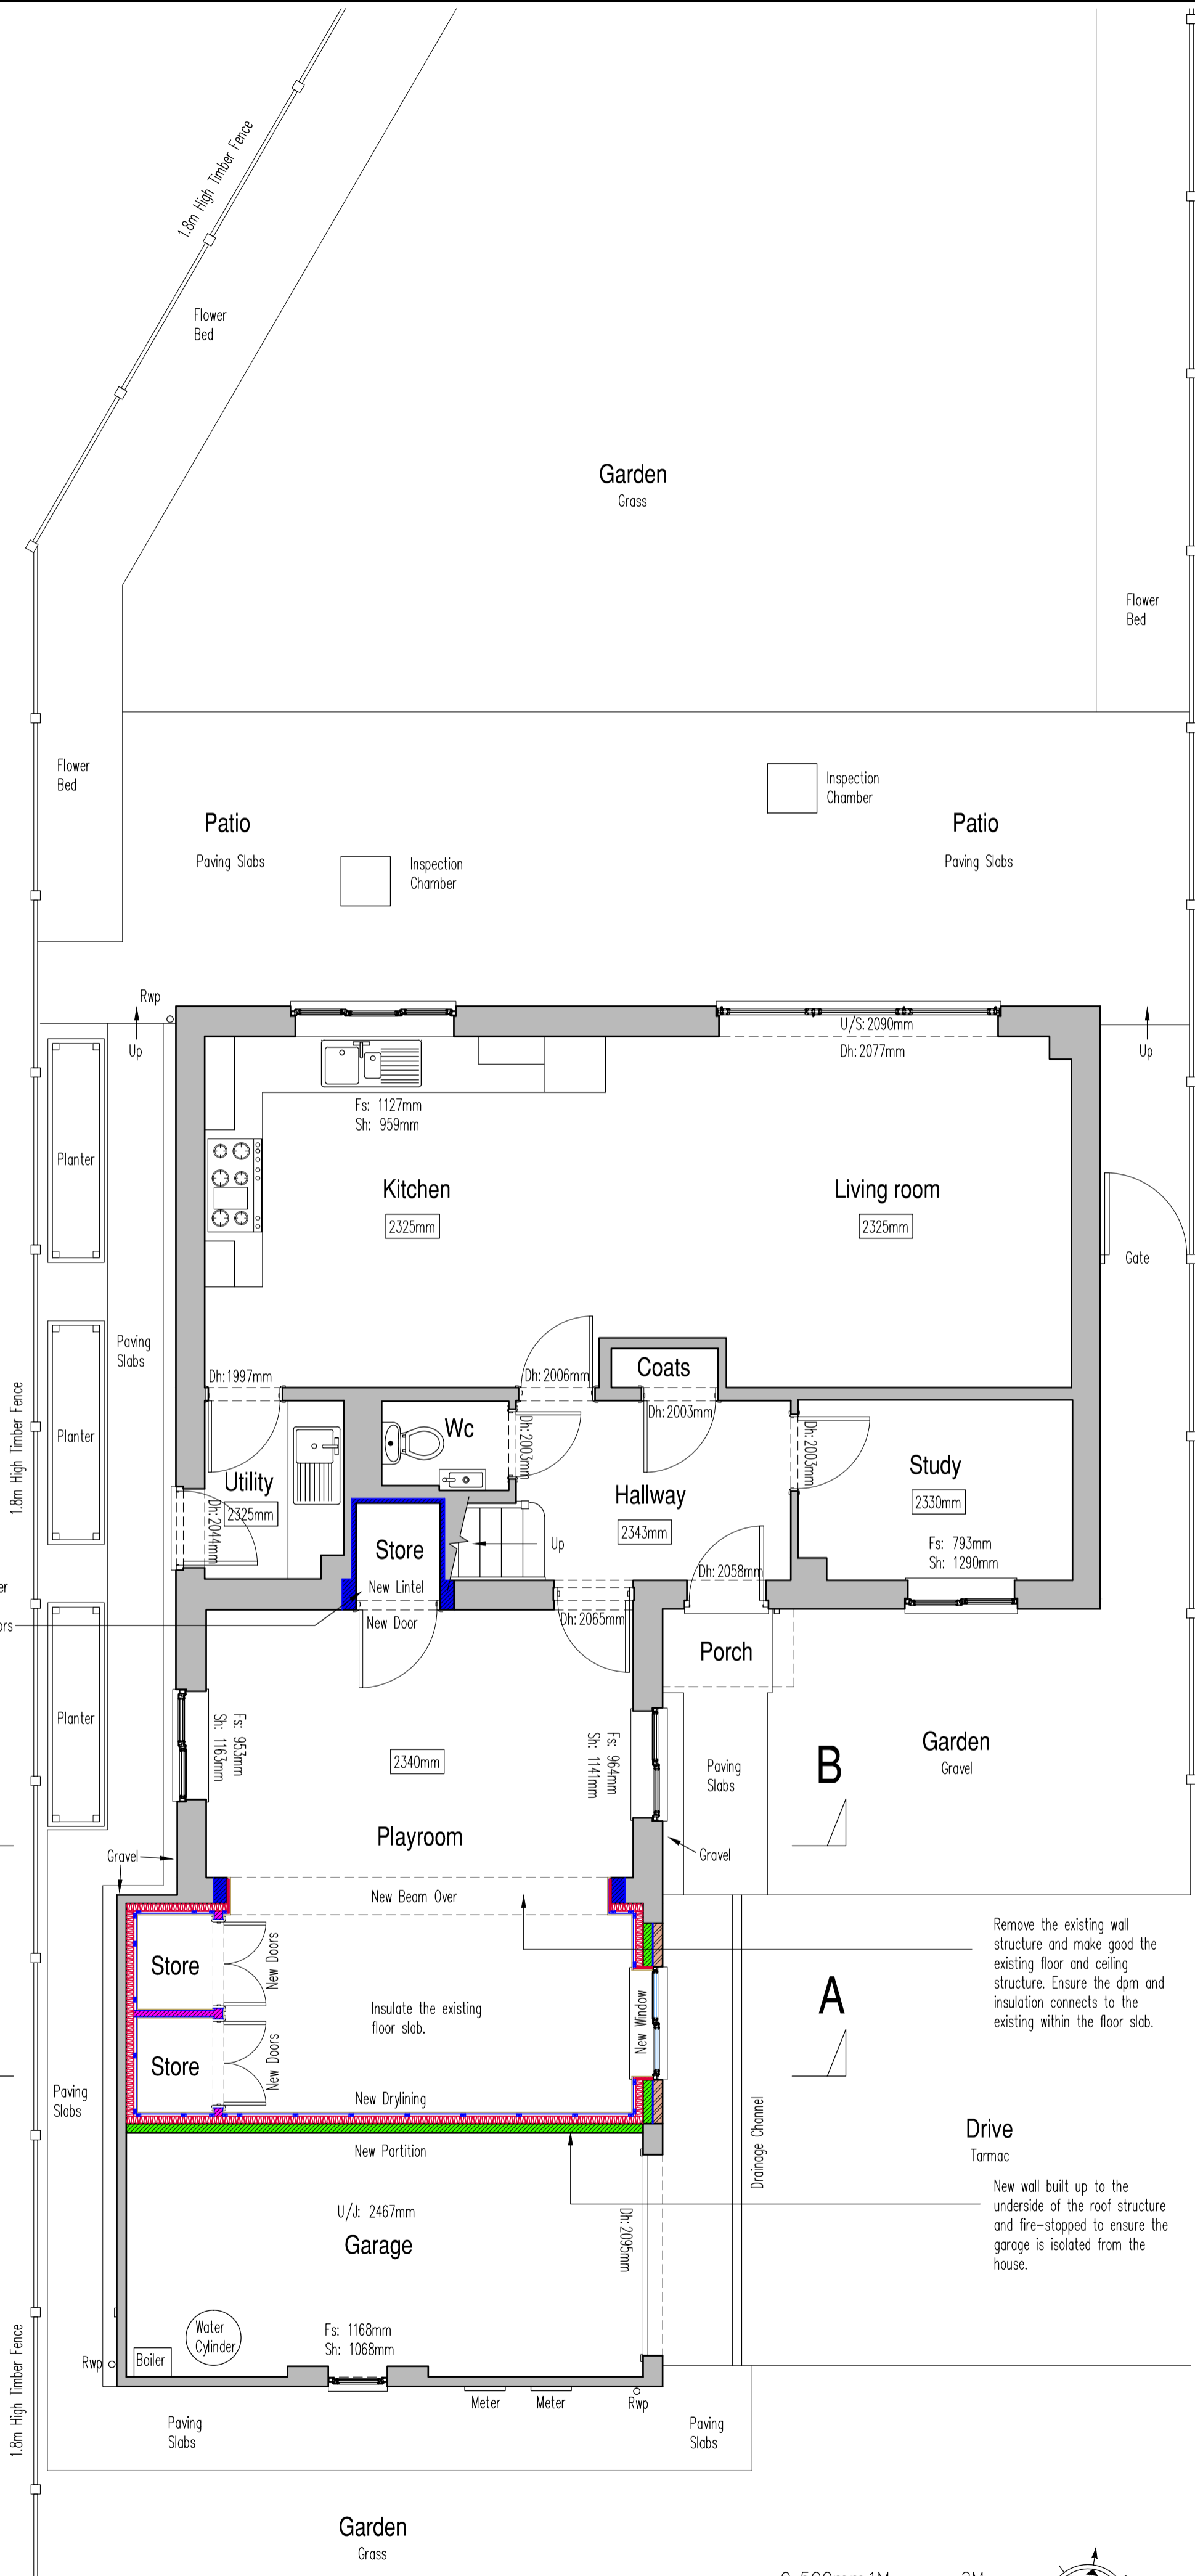 1.8m High Timber Fence
Flower
Bed
Garden
Grass
Flower
Bed
Flower
Bed
Inspection
Chamber
Patio
Paving Slabs
Patio
Paving Slabs
Inspection
Chamber
Rwp
Up
U/S: 2090mm
Dh: 2077mm
Up
Fs: 1127mm
Sh: 959mm
Planter
Kitchen
2325mm
Living room
2325mm
Gate
Paving
Slabs
Dh: 1997mm
Dh: 2006mm
Coats
Dh: 2003mm
1.8m High Timber Fence
Planter
Wc
Dh: 2003mm
Dh: 2003mm
Utility
2325mm
Dh: 2044mm
Hallway
2343mm
Study
2330mm
Fs: 793mm
Sh: 1290mm
Store
Up
New Lintel
New Door
Dh: 2058mm
Dh: 2065mm
Porch
Planter
Fs: 953mm
Sh: 1163mm
2340mm
Fs: 964mm
Sh: 1141mm
Paving
Slabs
B
Garden
Gravel
Playroom
Gravel
Gravel
New Beam Over
Remove the existing wall
structure and make good the
existing floor and ceiling
structure. Ensure the dpm and
insulation connects to the
existing within the floor slab.
Store
New Doors
Insulate the existing
floor slab.
New Window
A
Store
New Doors
Paving
Slabs
New Drylining
Drainage Channel
Drive
Tarmac
New Partition
New wall built up to the
underside of the roof structure
and fire-stopped to ensure the
garage is isolated from the
house.
U/J: 2467mm
Garage
Dh: 2095mm
1.8m High Timber Fence
Water
Cylinder
Fs: 1168mm
Sh: 1068mm
Rwp
Boiler
Meter
Meter
Rwp
Paving
Slabs
Paving
Slabs
Garden
Grass